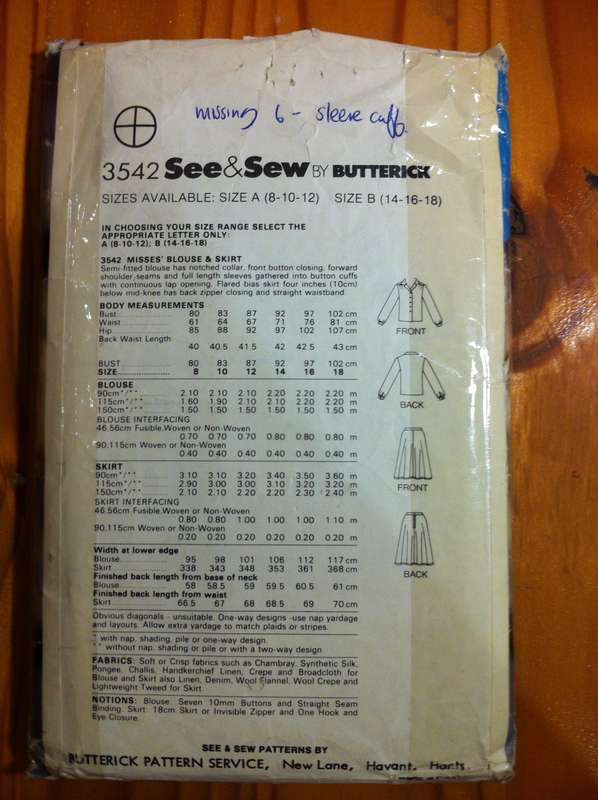 missing 6 - sleeve cuffs
3542 See&Sew BY BUTTERICK
SIZES AVAILABLE: SIZE A (8-10-12) SIZE B (14-16-18)
IN CHOOSING YOUR SIZE RANGE SELECT THE
APPROPRIATE LETTER ONLY:
A (8-10-12); B (14-16-18)
3542 MISSES' BLOUSE & SKIRT
Semi-fitted blouse has notched collar, front button closing, forward
shoulder seams and full length sleeves gathered into button cuffs
with continuous lap opening. Flared bias skirt four inches (10cm)
below mid-knee has back zipper closing and straight waistband.
BODY MEASUREMENTS
Bust 80 83 87 92 97 102 cm
Waist 61 64 67 71 76 81 cm
Hip 85 88 92 97 102 107 cm
Back Waist Length
40 40.5 41.5 42 42.5 43 cm
BUST 80 83 87 92 97 102 cm
SIZE 8 10 12 14 16 18
BLOUSE
90cm*/** 2.10 2.10 2.10 2.20 2.20 2.20 m
115cm*/** 1.60 1.90 2.10 2.10 2.20 2.20 m
150cm*/** 1.50 1.50 1.50 1.50 1.50 1.50 m
BLOUSE INTERFACING
46.56cm Fusible,Woven or Non-Woven
0.70 0.70 0.70 0.80 0.80 0.80 m
90.115cm Woven or Non-Woven
0.40 0.40 0.40 0.40 0.40 0.40 m
SKIRT
90cm*/** 3.10 3.10 3.20 3.40 3.50 3.60 m
115cm*/** 2.90 3.00 3.00 3.10 3.20 3.20 m
150cm*/** 2.10 2.10 2.20 2.20 2.30 2.40 m
SKIRT INTERFACING
46.56cm Fusible,Woven or Non-Woven
0.80 0.80 1.00 1.00 1.00 1.10 m
90.115cm Woven or Non-Woven
0.20 0.20 0.20 0.20 0.20 0.20 m
Width at lower edge
Blouse 95 98 101 106 112 117 cm
Skirt 338 343 348 353 361 368 cm
Finished back length from base of neck
Blouse 58 58.5 59 59.5 60.5 61 cm
Finished back length from waist
Skirt 66.5 67 68 68.5 69 70 cm
Obvious diagonals - unsuitable. One-way designs -use nap yardage
and layouts. Allow extra yardage to match plaids or stripes.
* with nap, shading, pile or one-way design.
** without nap, shading or pile or with a two-way design
FABRICS: Soft or Crisp fabrics such as Chambray, Synthetic Silk,
Pongee, Challis, Handkerchief Linen, Crepe and Broadcloth for
Blouse and Skirt also Linen, Denim, Wool Flannel, Wool Crepe and
Lightweight Tweed for Skirt.
NOTIONS: Blouse: Seven 10mm Buttons and Straight Seam
Binding. Skirt: 18cm Skirt or Invisible Zipper and One Hook and
Eye Closure.
FRONT
BACK
FRONT
BACK
SEE & SEW PATTERNS BY
BUTTERICK PATTERN SERVICE, New Lane, Havant, Hants.